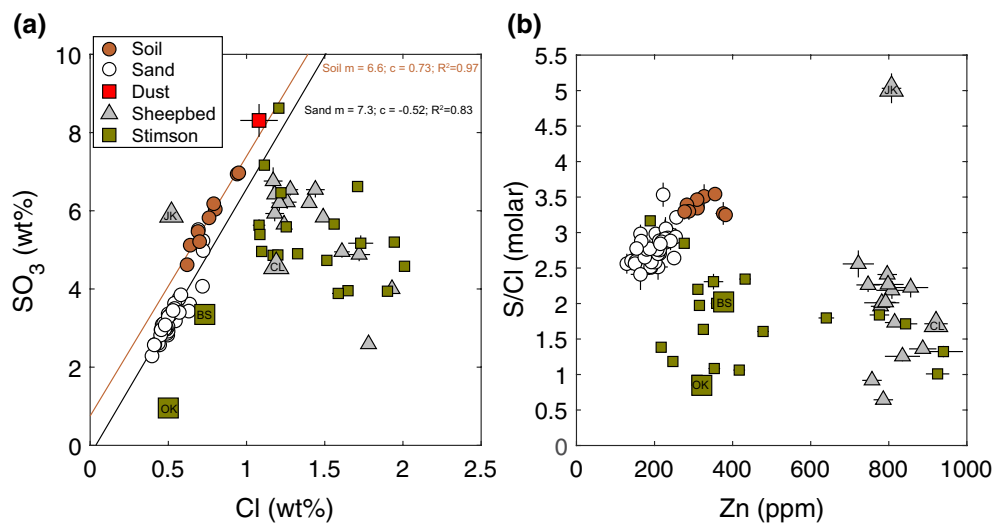 (a)
Soil
Sand
Dust
Sheepbed
Stimson
Soil m = 6.6; c = 0.73; R²=0.97
Sand m = 7.3; c = -0.52; R²=0.83
JK
CL
BS
OK
10
8
6
4
2
0
SO₃ (wt%)
0 0.5 1 1.5 2 2.5
Cl (wt%)
(b)
JK
BS
CL
OK
5.5
5
4.5
4
3.5
3
2.5
2
1.5
1
0.5
0
S/Cl (molar)
200 400 600 800 1000
Zn (ppm)